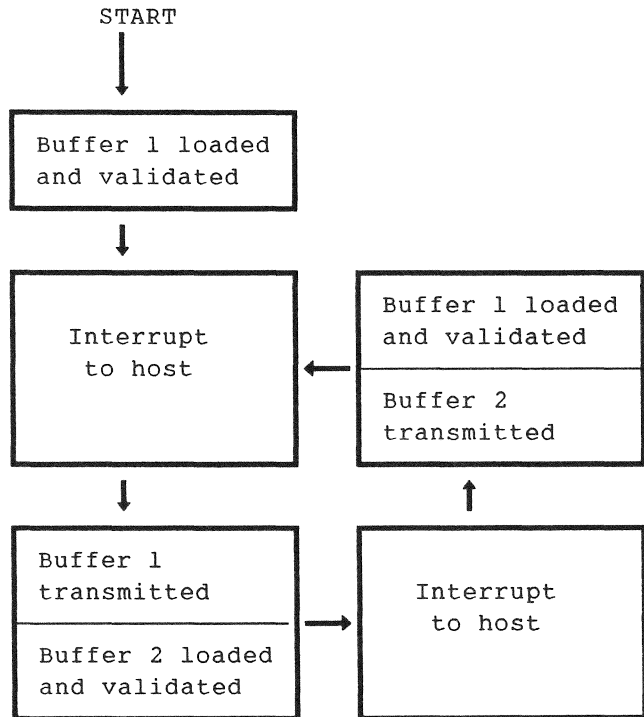 START
Buffer 1 loaded
and validated
Interrupt
to host
Buffer 1 loaded
and validated
Buffer 2
transmitted
Buffer 1
transmitted
Buffer 2 loaded
and validated
Interrupt
to host